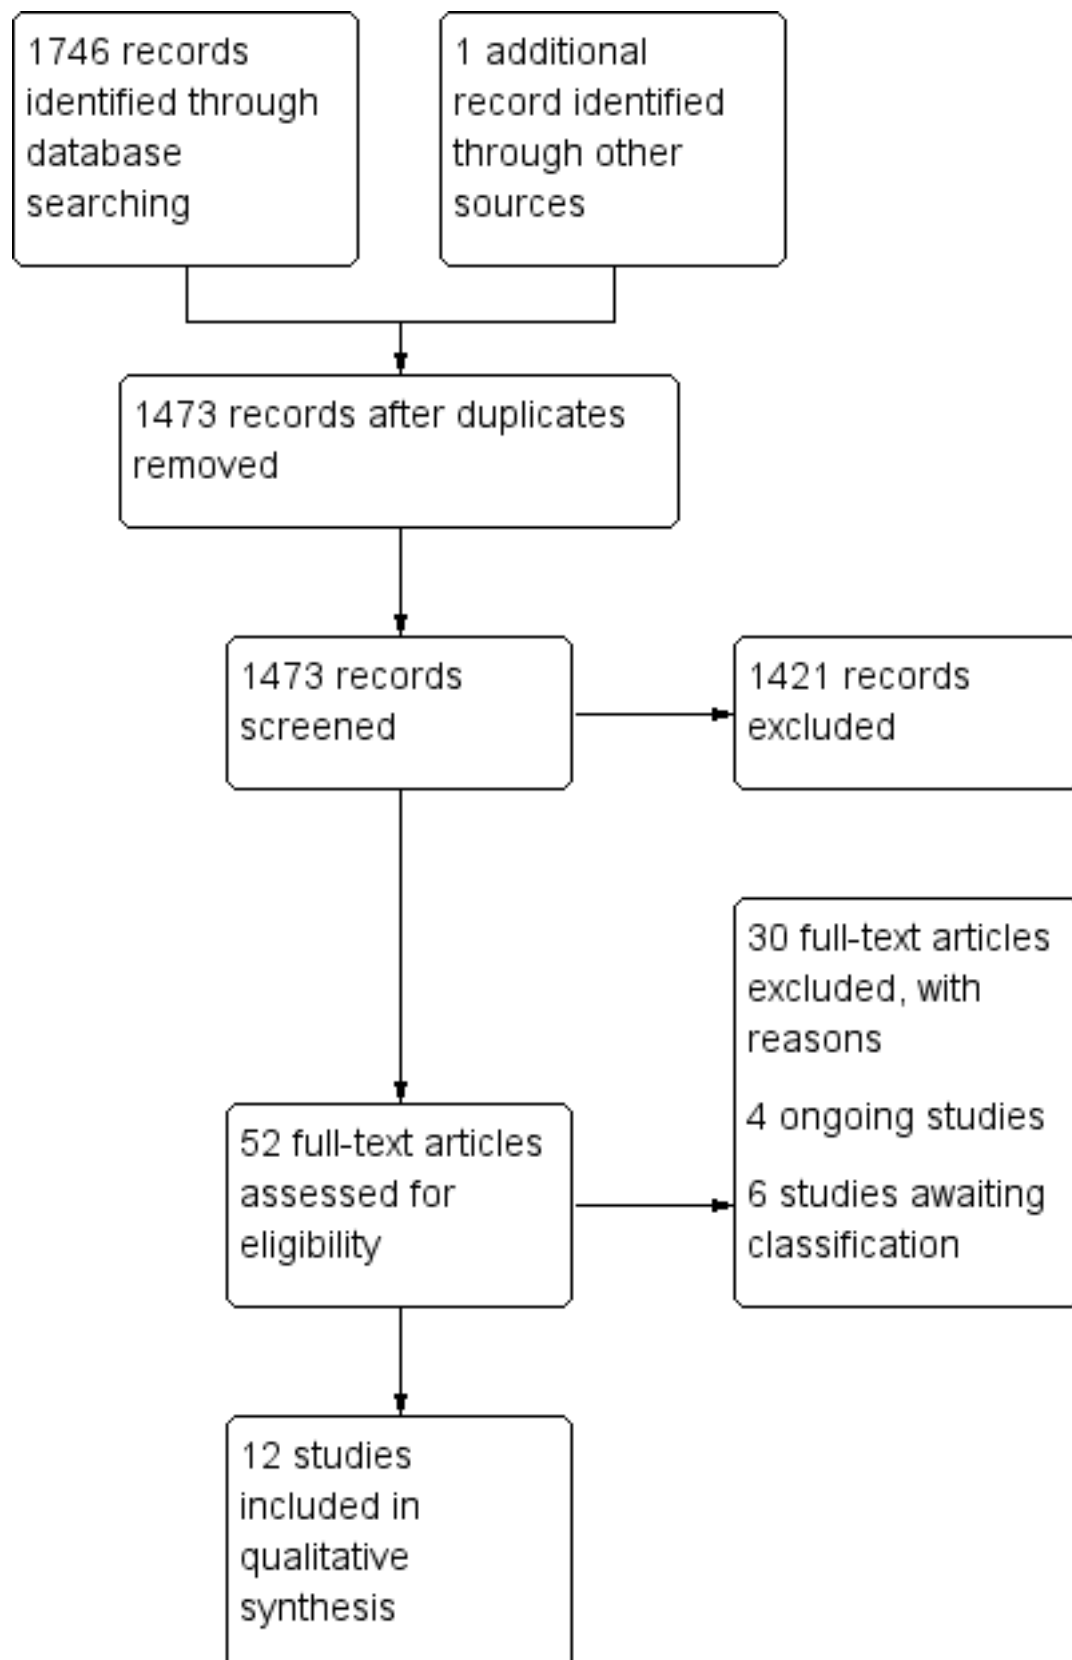 1746 records
identified through
database
searching
1 additional
record identified
through other
sources
1473 records after duplicates
removed
1473 records
screened
1421 records
excluded
30 full-text articles
excluded, with
reasons
4 ongoing studies
6 studies awaiting
classification
52 full-text articles
assessed for
eligibility
12 studies
included in
qualitative
synthesis